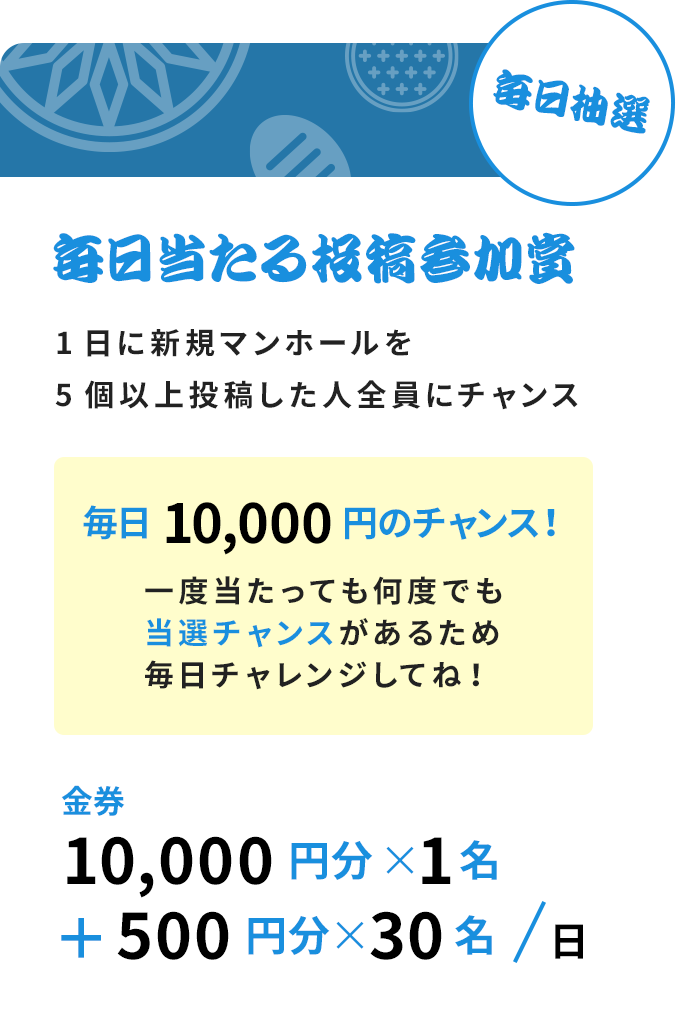 毎日抽選
毎日当たる投稿参加賞
1日に新規マンホールを
5個以上投稿した人全員にチャンス
毎日 10,000 円のチャンス！
一度当たっても何度でも
当選チャンスがあるため
毎日チャレンジしてね！
金券
10,000 円分×1名
＋500 円分×30名／日